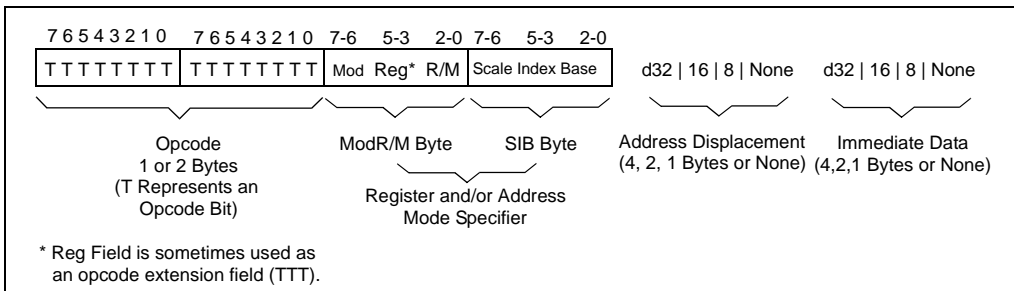 7 6 5 4 3 2 1 0 7 6 5 4 3 2 1 0 7-6 5-3 2-0 7-6 5-3 2-0
T T T T T T T T T T T T T T T T Mod Reg* R/M Scale Index Base d32 | 16 | 8 | None d32 | 16 | 8 | None
Opcode
1 or 2 Bytes
(T Represents an
Opcode Bit)
ModR/M Byte SIB Byte
Register and/or Address
Mode Specifier
Address Displacement
(4, 2, 1 Bytes or None)
Immediate Data
(4,2,1 Bytes or None)
* Reg Field is sometimes used as
an opcode extension field (TTT).